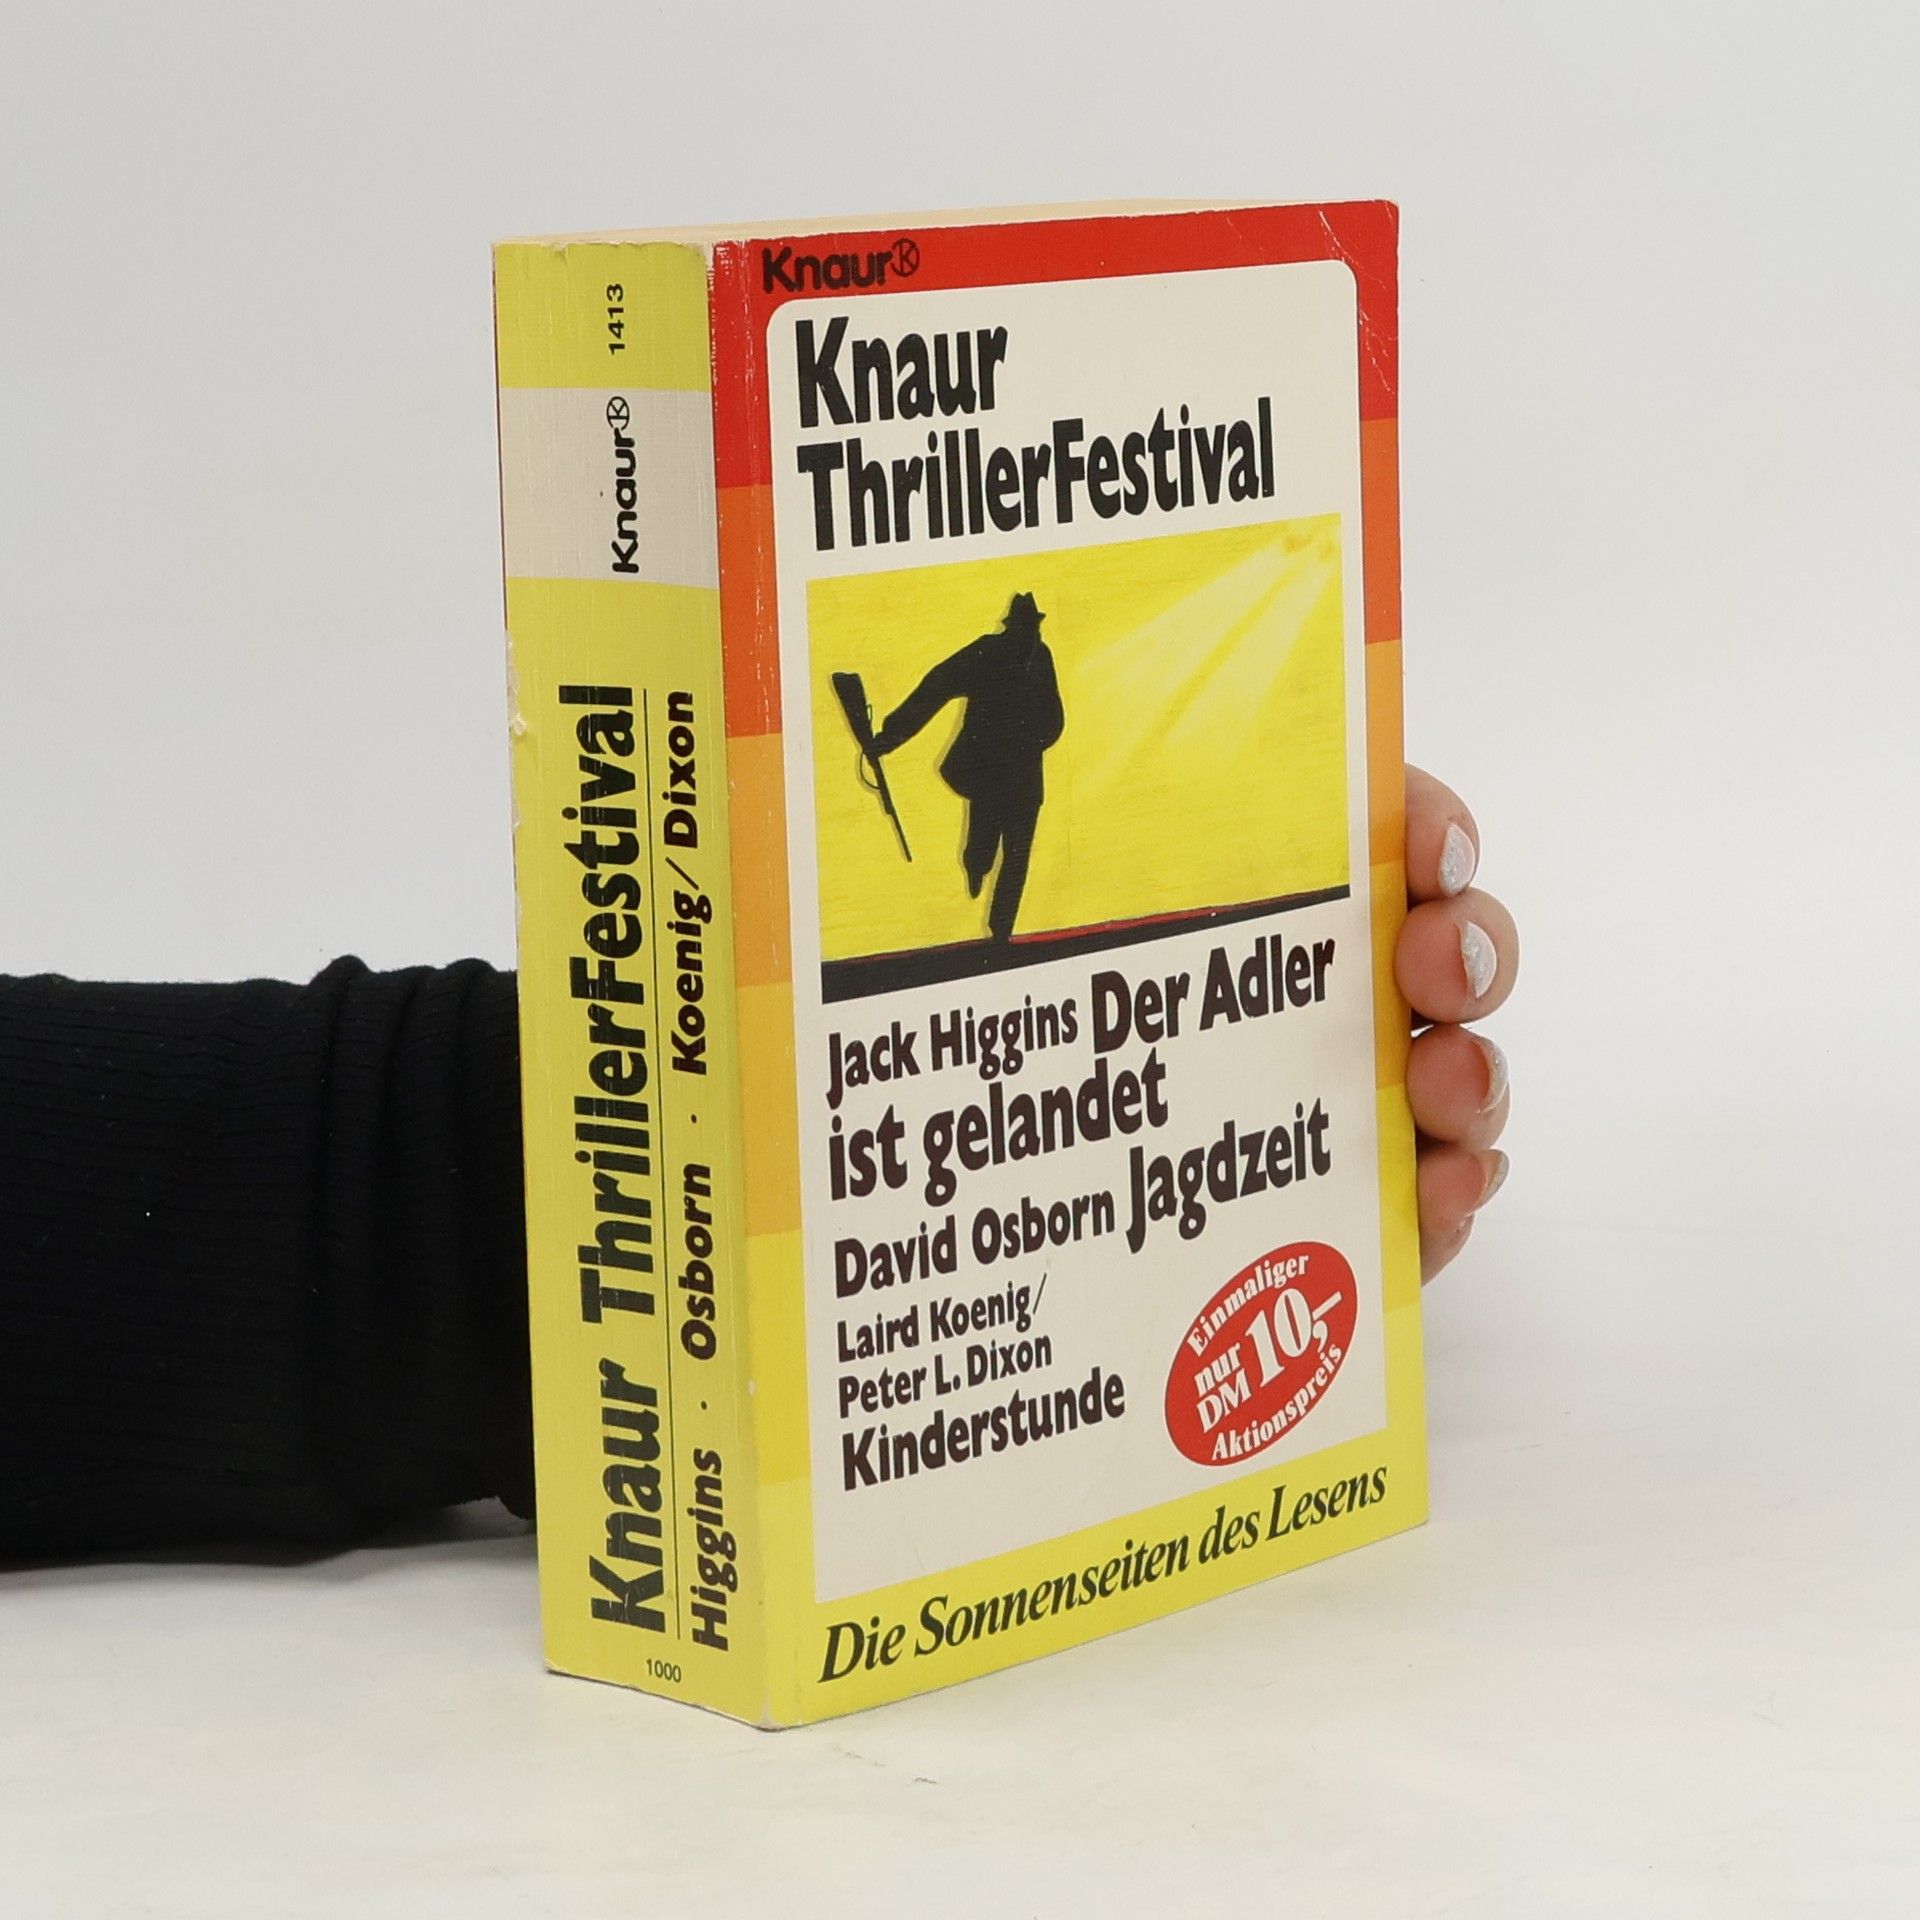 1413
Knaur
Knaur ThrillerFestival
Higgins · Osborn · Koenig/Dixon
1000
Knaur
Knaur
ThrillerFestival
Jack Higgins Der Adler
ist gelandet
David Osborn Jagdzeit
Laird Koenig/
Peter L. Dixon
Kinderstunde
Einmaliger
nur
DM 10,–
Aktionspreis
Die Sonnenseiten des Lesens